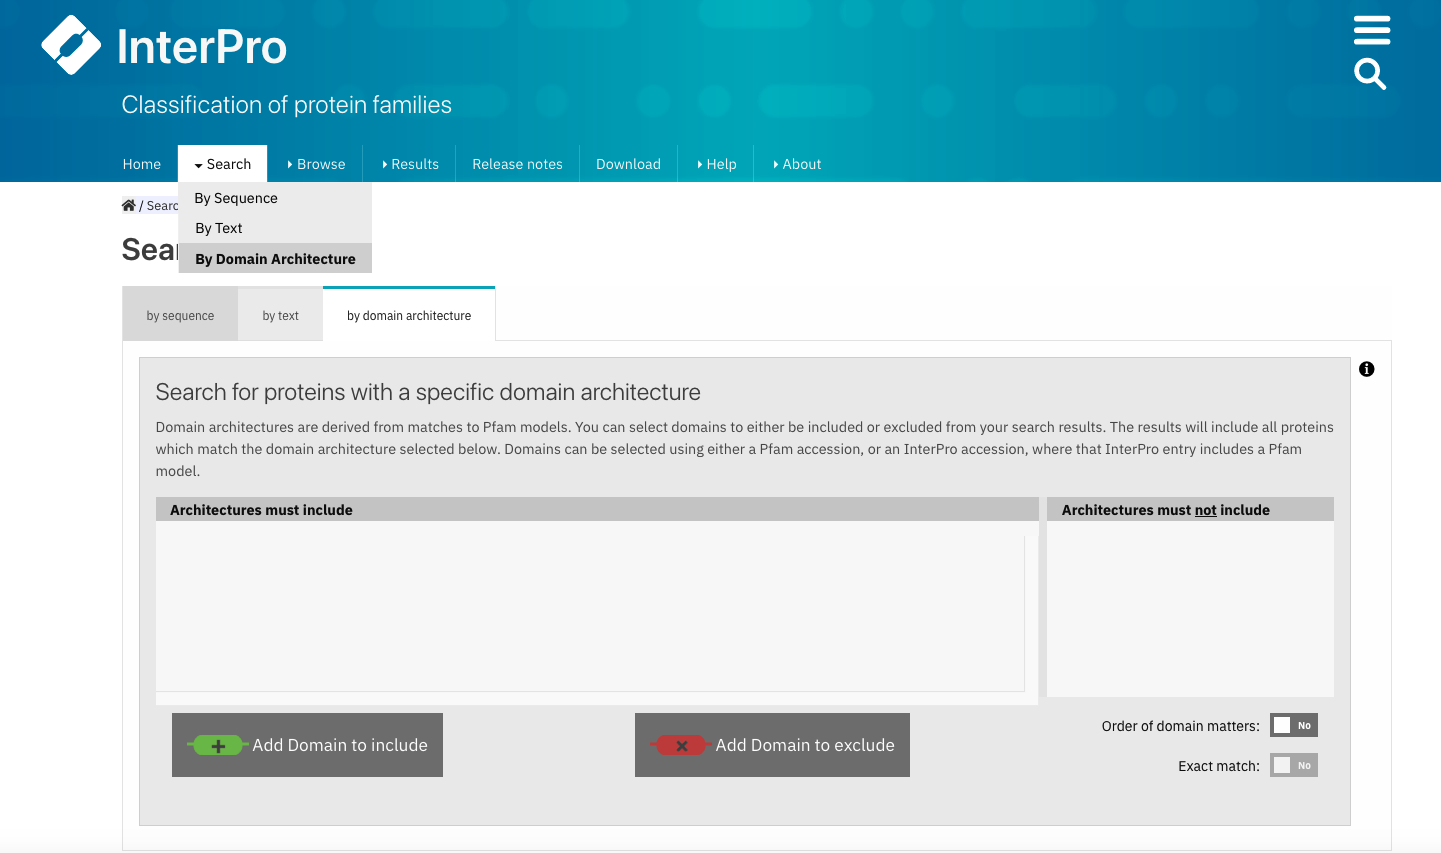 InterPro
Classification of protein families
Home Search Browse Results Release notes Download Help About
By Sequence
By Text
By Domain Architecture
/ Searc
Sear
by sequence by text by domain architecture
Search for proteins with a specific domain architecture
Domain architectures are derived from matches to Pfam models. You can select domains to either be included or excluded from your search results. The results will include all proteins
which match the domain architecture selected below. Domains can be selected using either a Pfam accession, or an InterPro accession, where that InterPro entry includes a Pfam
model.
Architectures must include
Architectures must not include
Add Domain to include
Add Domain to exclude
Order of domain matters: No
Exact match: No